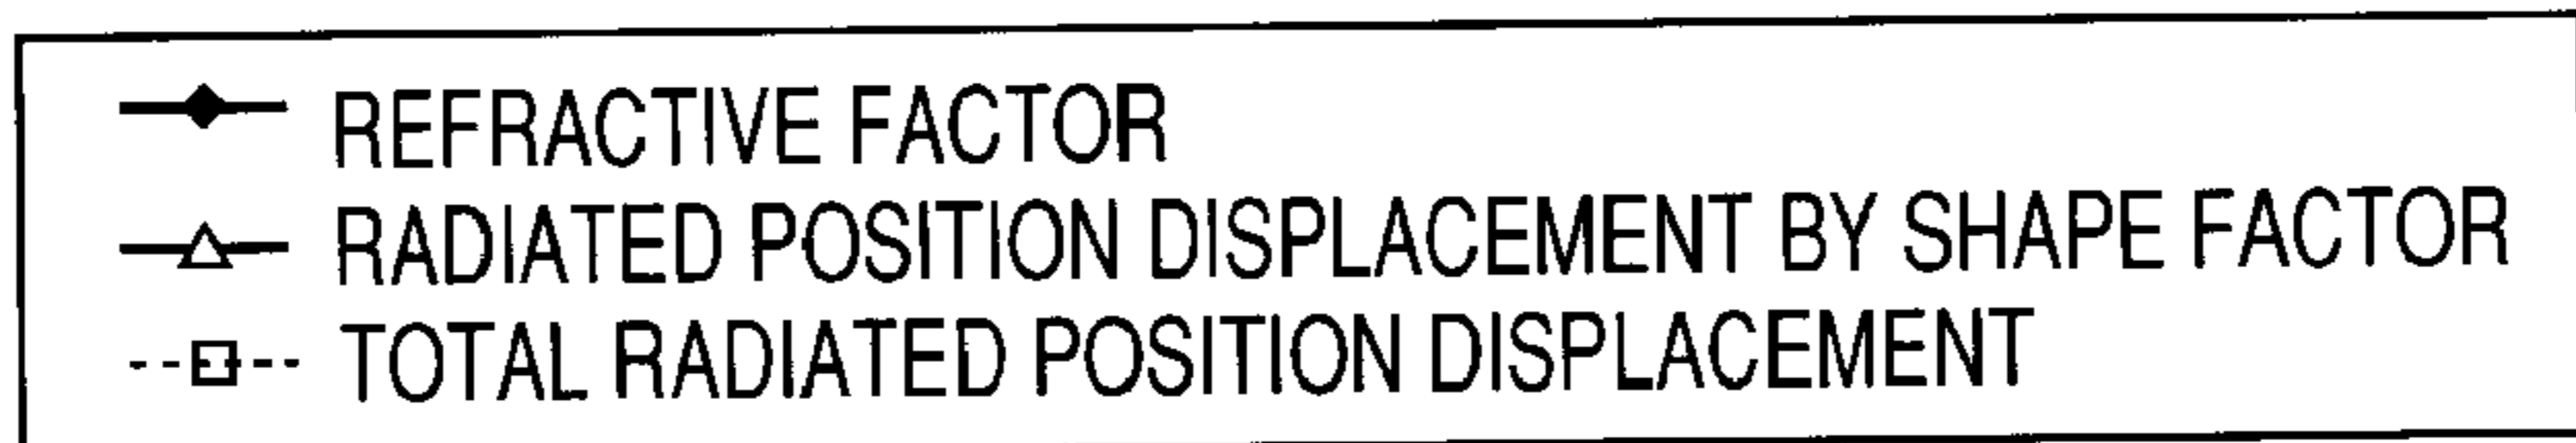 REFRACTIVE FACTOR
RADIATED POSITION DISPLACEMENT BY SHAPE FACTOR
TOTAL RADIATED POSITION DISPLACEMENT